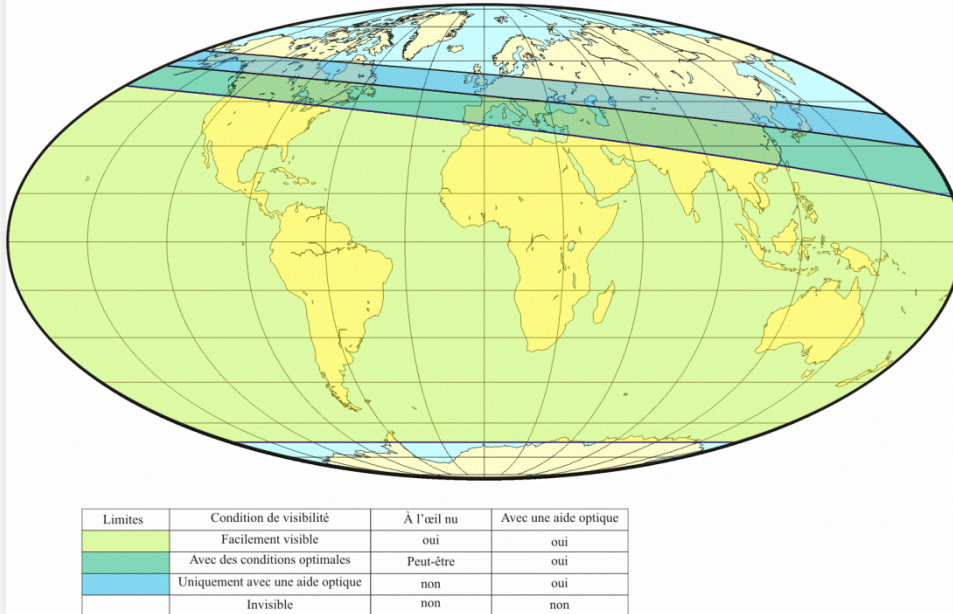 Limites Condition de visibilité À l’œil nu Avec une aide optique
Facilement visible oui oui
Avec des conditions optimales Peut-être oui
Uniquement avec une aide optique non oui
Invisible non non